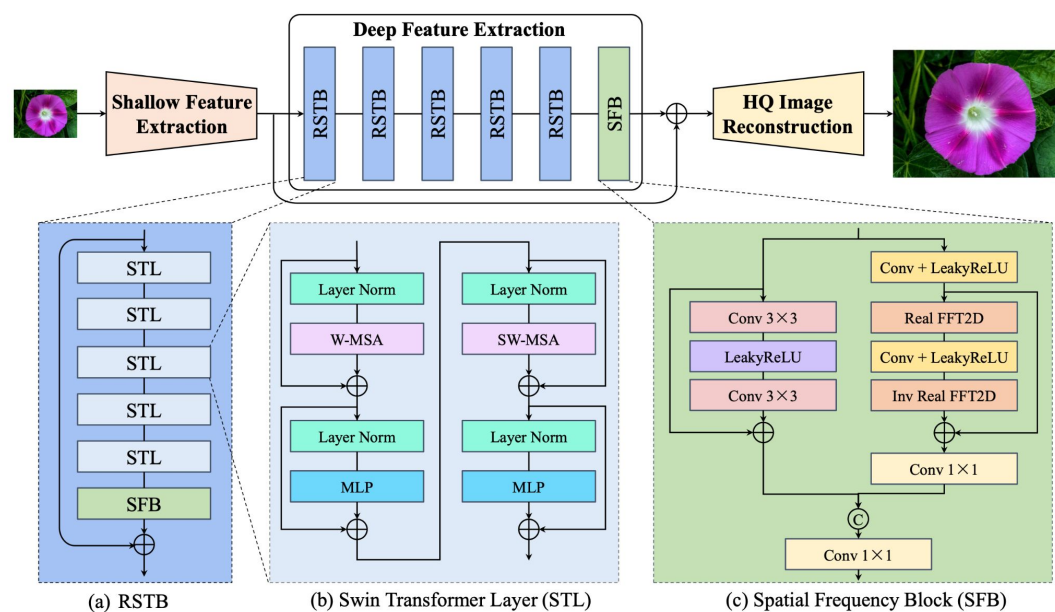 Deep Feature Extraction
Shallow Feature
Extraction
RSTB
RSTB
RSTB
RSTB
RSTB
SFB
HQ Image
Reconstruction
STL
STL
STL
STL
STL
SFB
(a) RSTB
Layer Norm
W-MSA
Layer Norm
MLP
Layer Norm
SW-MSA
Layer Norm
MLP
(b) Swin Transformer Layer (STL)
Conv 3×3
LeakyReLU
Conv 3×3
Conv + LeakyReLU
Real FFT2D
Conv + LeakyReLU
Inv Real FFT2D
Conv 1×1
C
Conv 1×1
(c) Spatial Frequency Block (SFB)